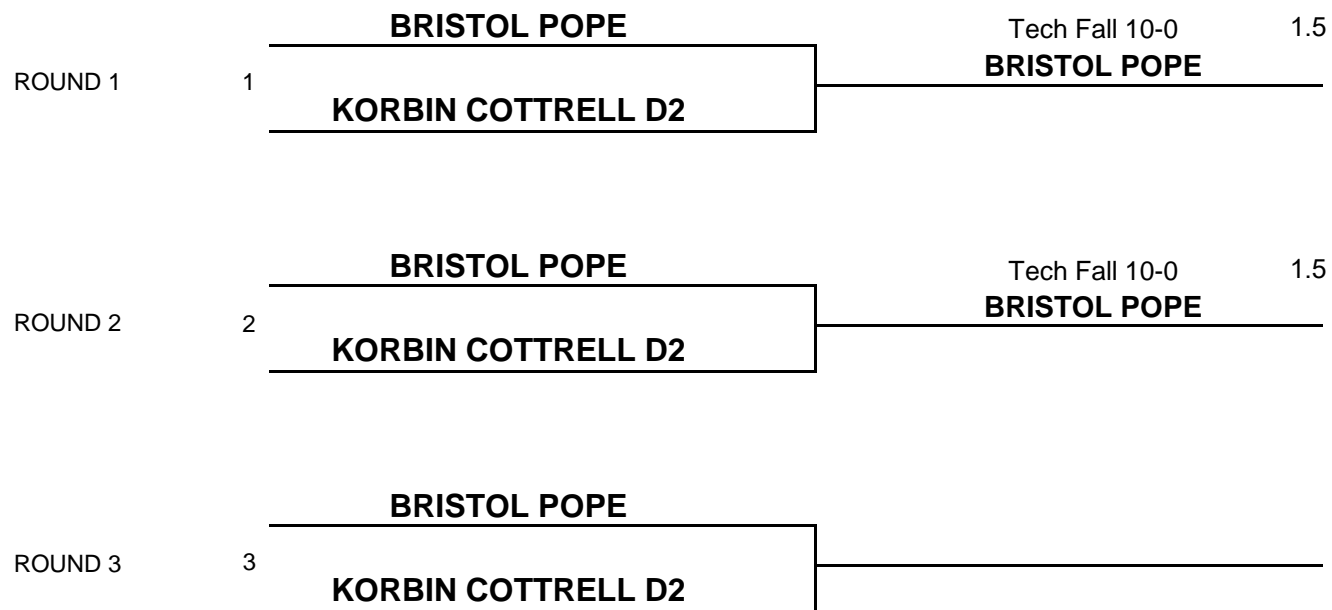 BRISTOL POPE
Tech Fall 10-0 1.5
BRISTOL POPE
ROUND 1 1
KORBIN COTTRELL D2
BRISTOL POPE
Tech Fall 10-0 1.5
BRISTOL POPE
ROUND 2 2
KORBIN COTTRELL D2
BRISTOL POPE
ROUND 3 3
KORBIN COTTRELL D2